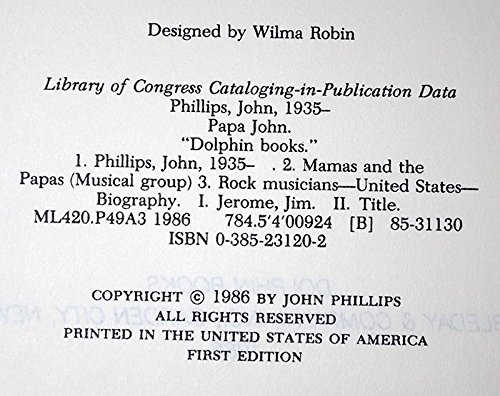 Designed by Wilma Robin
Library of Congress Cataloging-in-Publication Data
Phillips, John, 1935–
Papa John.
"Dolphin books."
1. Phillips, John, 1935– . 2. Mamas and the
Papas (Musical group) 3. Rock musicians—United States—
Biography. I. Jerome, Jim. II. Title.
ML420.P49A3 1986 784.5'4'00924 [B] 85-31130
ISBN 0-385-23120-2
COPYRIGHT © 1986 BY JOHN PHILLIPS
ALL RIGHTS RESERVED
PRINTED IN THE UNITED STATES OF AMERICA
FIRST EDITION